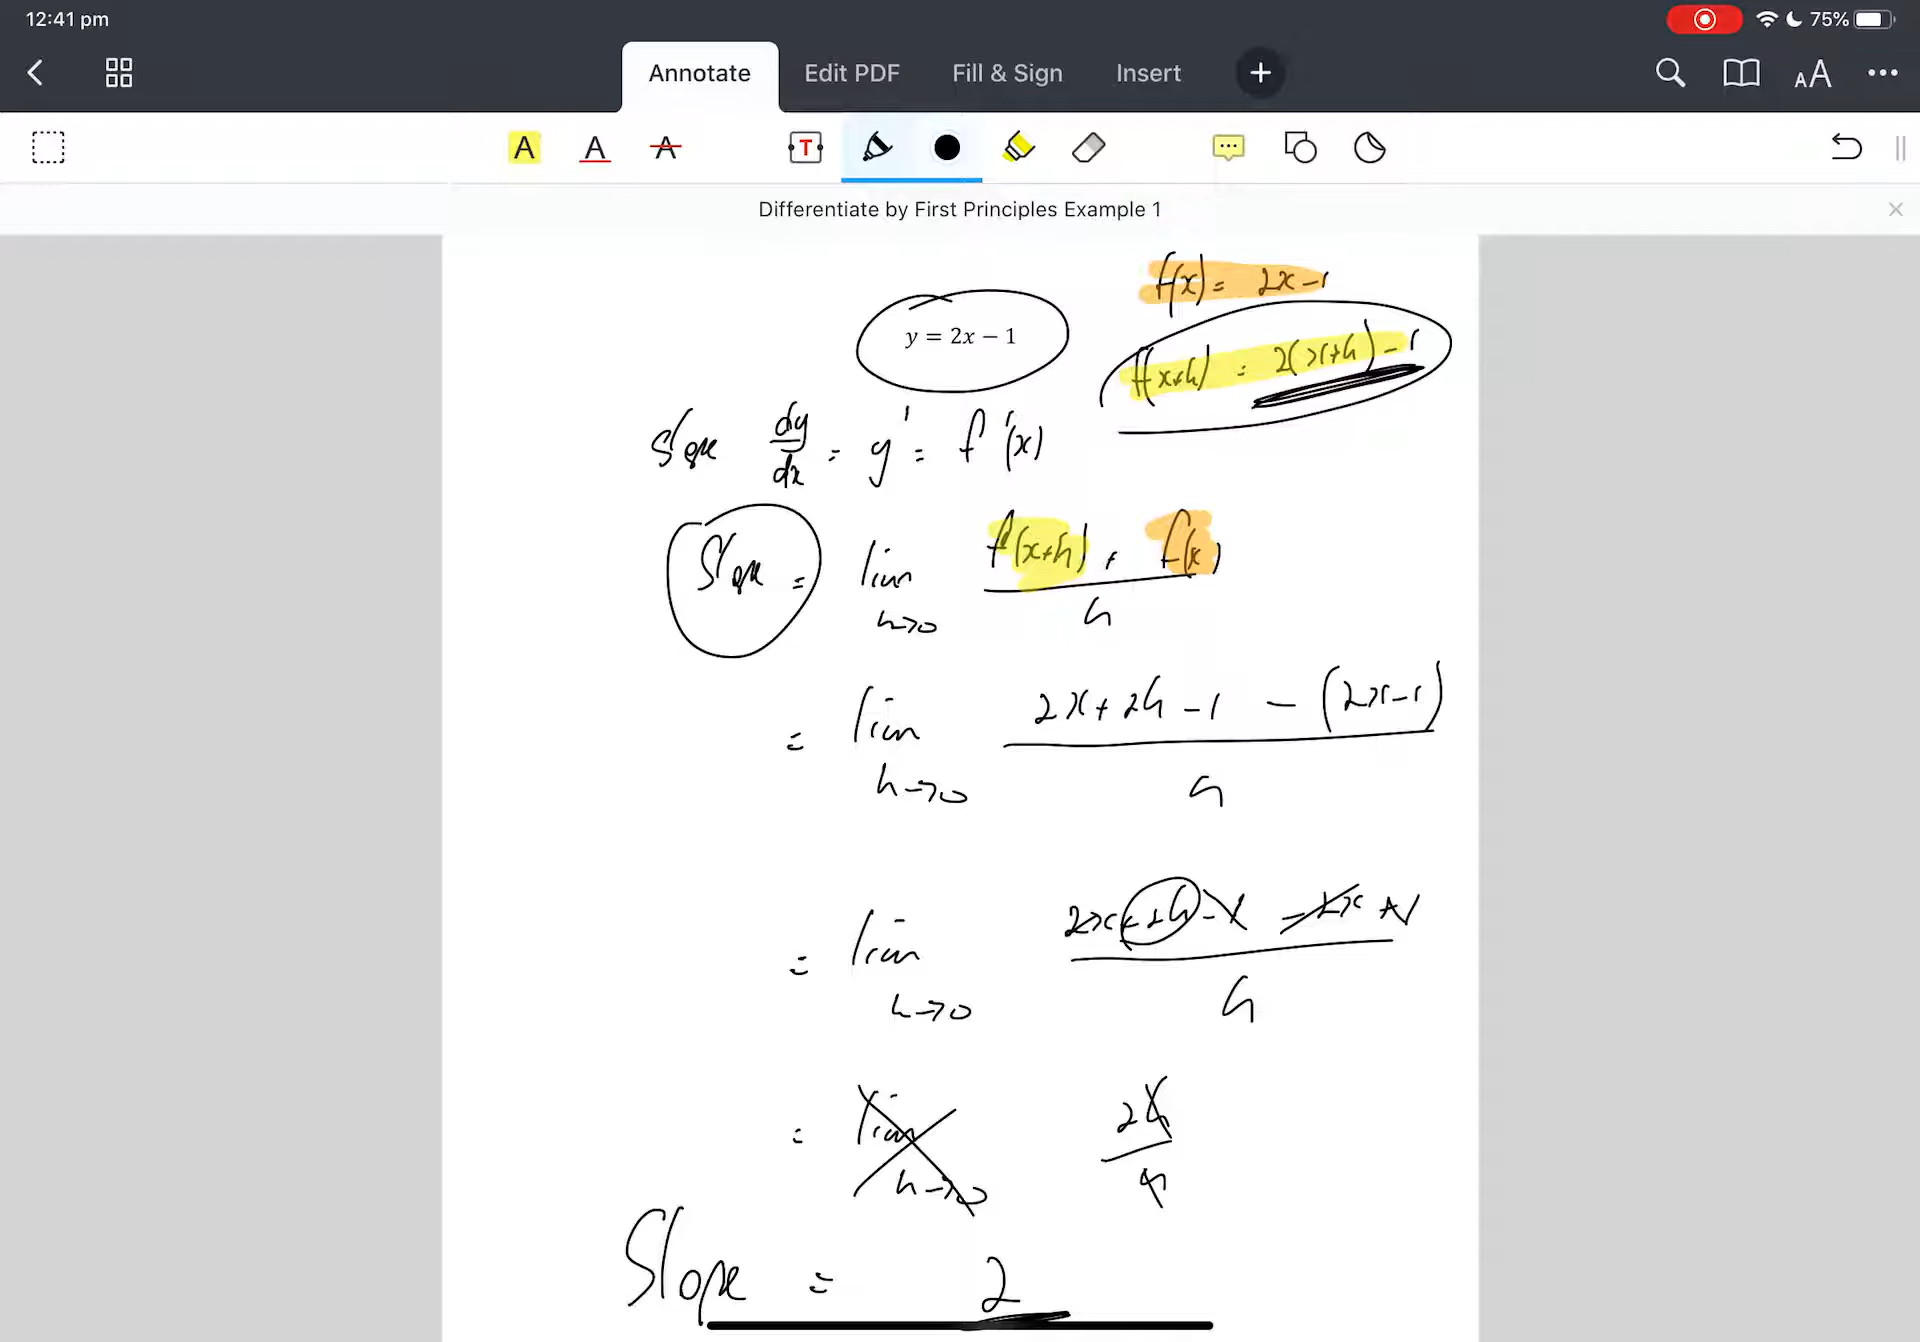 12:41 pm
75%
Annotate Edit PDF Fill & Sign Insert
AA
A A A T
Differentiate by First Principles Example 1
f(x) = 2x-1
y = 2x − 1
f(x+h) = 2(x+h)-1
Slope dy/dx = y' = f'(x)
Slope = lim h→0 f(x+h) - f(x) / h
= lim h→0 2x+2h-1 - (2x-1) / h
= lim h→0 2x+2h-1 -2x+1 / h
= lim h→0 2h / h
Slope = 2